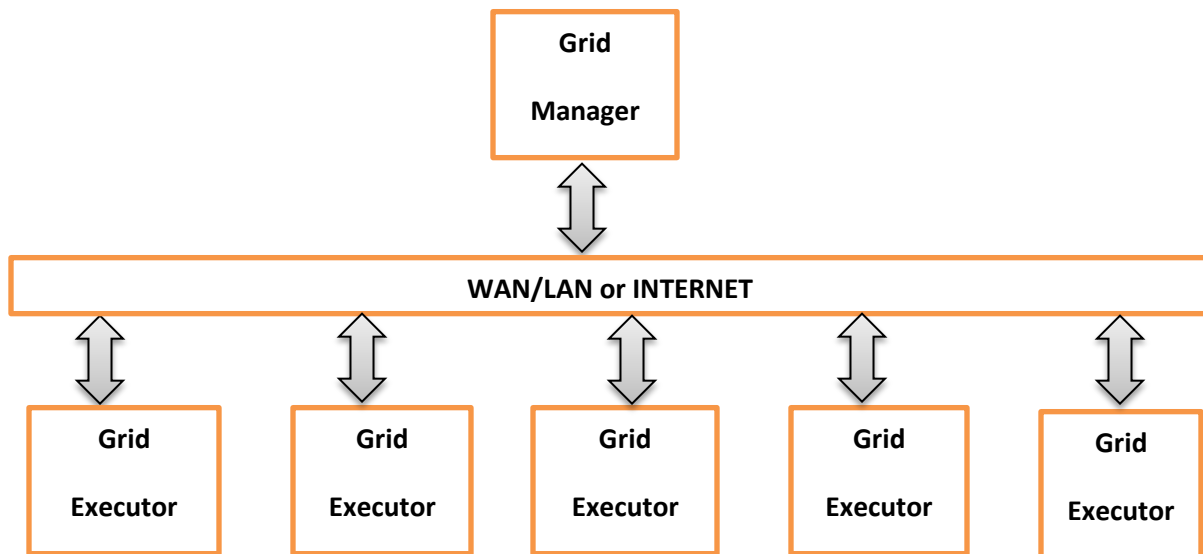 Grid
Manager
WAN/LAN or INTERNET
Grid
Executor
Grid
Executor
Grid
Executor
Grid
Executor
Grid
Executor